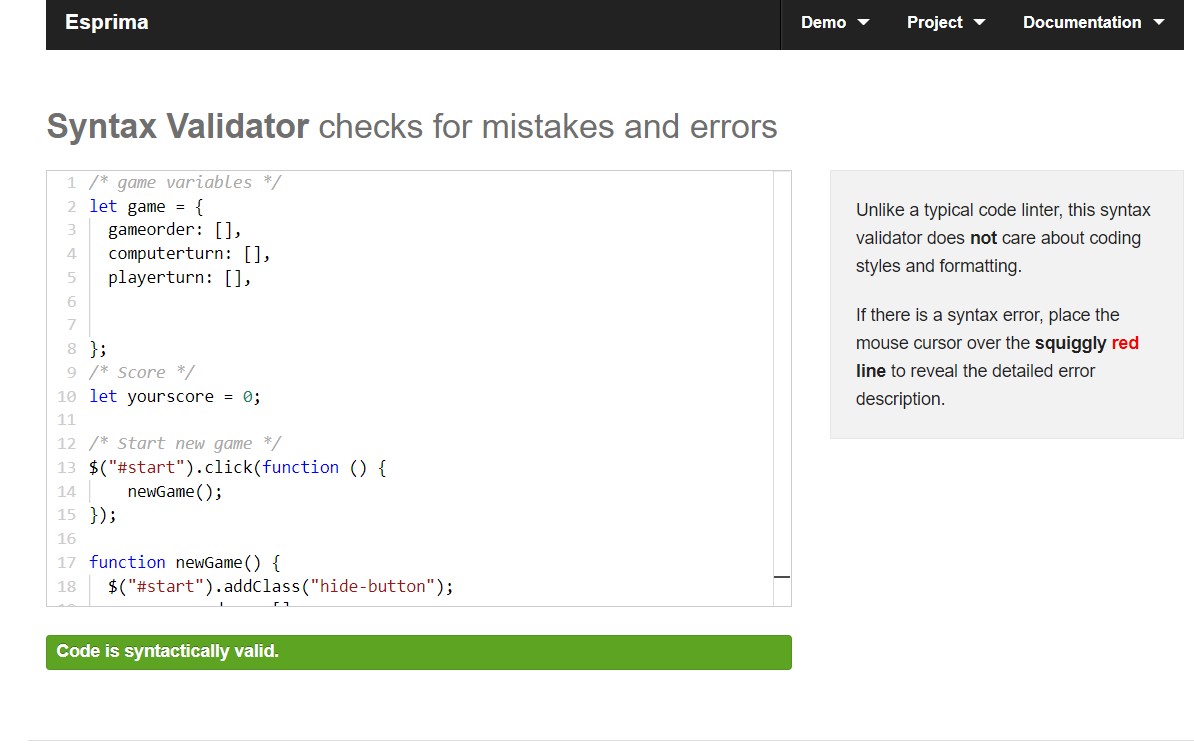 Esprima
Demo
Project
Documentation
Syntax Validator checks for mistakes and errors
1 /* game variables */
2 let game = {
3 gameorder: [],
4 computerturn: [],
5 playerturn: [],
6
7
8 };
9 /* Score */
10 let yourscore = 0;
11
12 /* Start new game */
13 $("#start").click(function () {
14 newGame();
15 });
16
17 function newGame() {
18 $("#start").addClass("hide-button");
Unlike a typical code linter, this syntax
validator does not care about coding
styles and formatting.
If there is a syntax error, place the
mouse cursor over the squiggly red
line to reveal the detailed error
description.
Code is syntactically valid.